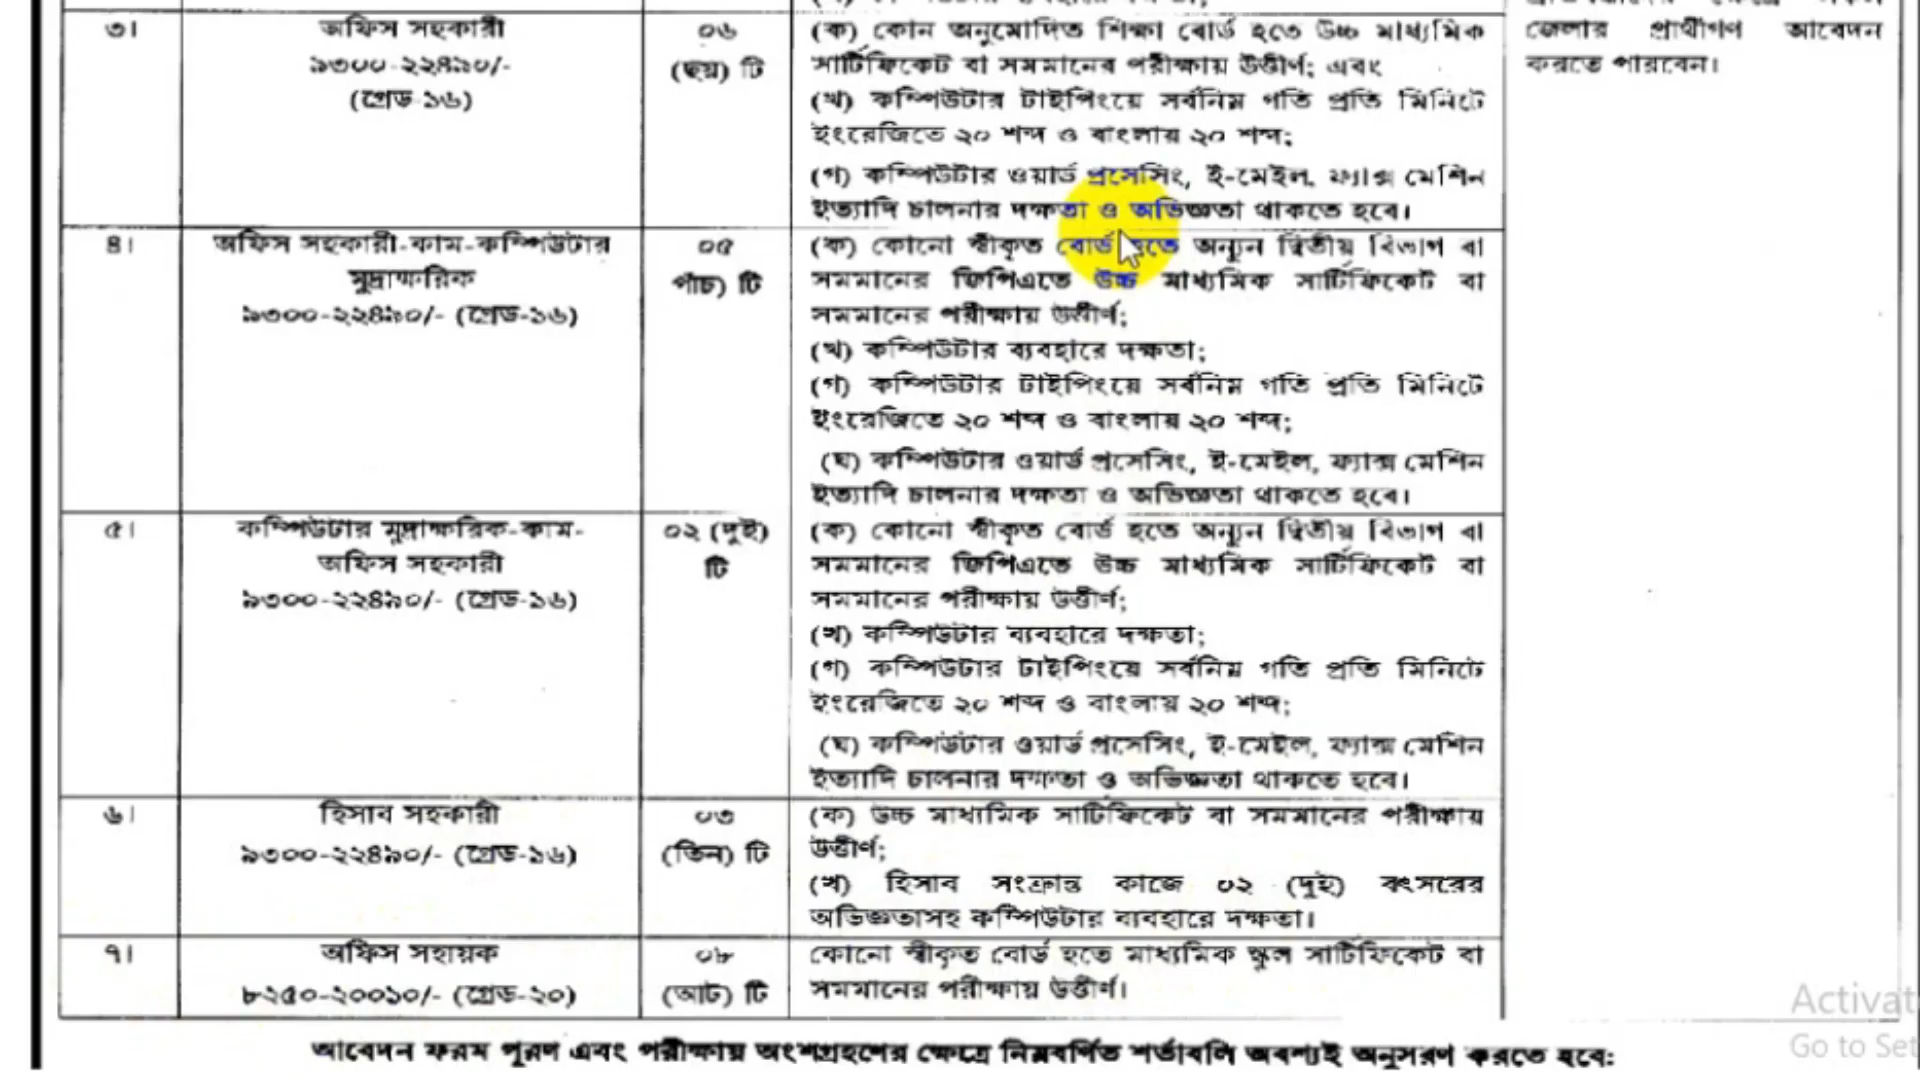 ৩।
অফিস সহকারী
৯৩০০-২২৪৯০/-
(গ্রেড-১৬)
০৬
(ছয়) টি
(ক) কোন অনুমোদিত শিক্ষা বোর্ড হতে উচ্চ মাধ্যমিক
সার্টিফিকেট বা সমমানের পরীক্ষায় উত্তীর্ণ; এবং
(খ) কম্পিউটার টাইপিংয়ে সর্বনিম্ন গতি প্রতি মিনিটে
ইংরেজিতে ২০ শব্দ ও বাংলায় ২০ শব্দ;
(গ) কম্পিউটার ওয়ার্ড প্রসেসিং, ই-মেইল, ফ্যাক্স মেশিন
ইত্যাদি চালনার দক্ষতা ও অভিজ্ঞতা থাকতে হবে।
জেলার প্রার্থীগণ আবেদন
করতে পারবেন।
৪।
অফিস সহকারী-কাম-কম্পিউটার
মুদ্রাক্ষরিক
৯৩০০-২২৪৯০/- (গ্রেড-১৬)
০৫
পাঁচ) টি
(ক) কোনো স্বীকৃত বোর্ড হতে অন্যূন দ্বিতীয় বিভাগ বা
সমমানের জিপিএতে উচ্চ মাধ্যমিক সার্টিফিকেট বা
সমমানের পরীক্ষায় উত্তীর্ণ;
(খ) কম্পিউটার ব্যবহারে দক্ষতা;
(গ) কম্পিউটার টাইপিংয়ে সর্বনিম্ন গতি প্রতি মিনিটে
ইংরেজিতে ২০ শব্দ ও বাংলায় ২০ শব্দ;
(ঘ) কম্পিউটার ওয়ার্ড প্রসেসিং, ই-মেইল, ফ্যাক্স মেশিন
ইত্যাদি চালনার দক্ষতা ও অভিজ্ঞতা থাকতে হবে।
৫।
কম্পিউটার মুদ্রাক্ষরিক-কাম-
অফিস সহকারী
৯৩০০-২২৪৯০/- (গ্রেড-১৬)
০২ (দুই)
টি
(ক) কোনো স্বীকৃত বোর্ড হতে অন্যূন দ্বিতীয় বিভাগ বা
সমমানের জিপিএতে উচ্চ মাধ্যমিক সার্টিফিকেট বা
সমমানের পরীক্ষায় উত্তীর্ণ;
(খ) কম্পিউটার ব্যবহারে দক্ষতা;
(গ) কম্পিউটার টাইপিংয়ে সর্বনিম্ন গতি প্রতি মিনিটে
ইংরেজিতে ২০ শব্দ ও বাংলায় ২০ শব্দ;
(ঘ) কম্পিউটার ওয়ার্ড প্রসেসিং, ই-মেইল, ফ্যাক্স মেশিন
ইত্যাদি চালনার দক্ষতা ও অভিজ্ঞতা থাকতে হবে।
৬।
হিসাব সহকারী
৯৩০০-২২৪৯০/- (গ্রেড-১৬)
০৩
(তিন) টি
(ক) উচ্চ মাধ্যমিক সার্টিফিকেট বা সমমানের পরীক্ষায়
উত্তীর্ণ;
(খ) হিসাব সংক্রান্ত কাজে ০২ (দুই) বৎসরের
অভিজ্ঞতাসহ কম্পিউটার ব্যবহারে দক্ষতা।
৭।
অফিস সহায়ক
৮২৫০-২০০১০/- (গ্রেড-২০)
০৮
(আট) টি
কোনো স্বীকৃত বোর্ড হতে মাধ্যমিক স্কুল সার্টিফিকেট বা
সমমানের পরীক্ষায় উত্তীর্ণ।
আবেদন ফরম পূরণ এবং পরীক্ষায় অংশগ্রহণের ক্ষেত্রে নিম্নবর্ণিত শর্তাবলি অবশ্যই অনুসরণ করতে হবে:
Activat
Go to Set